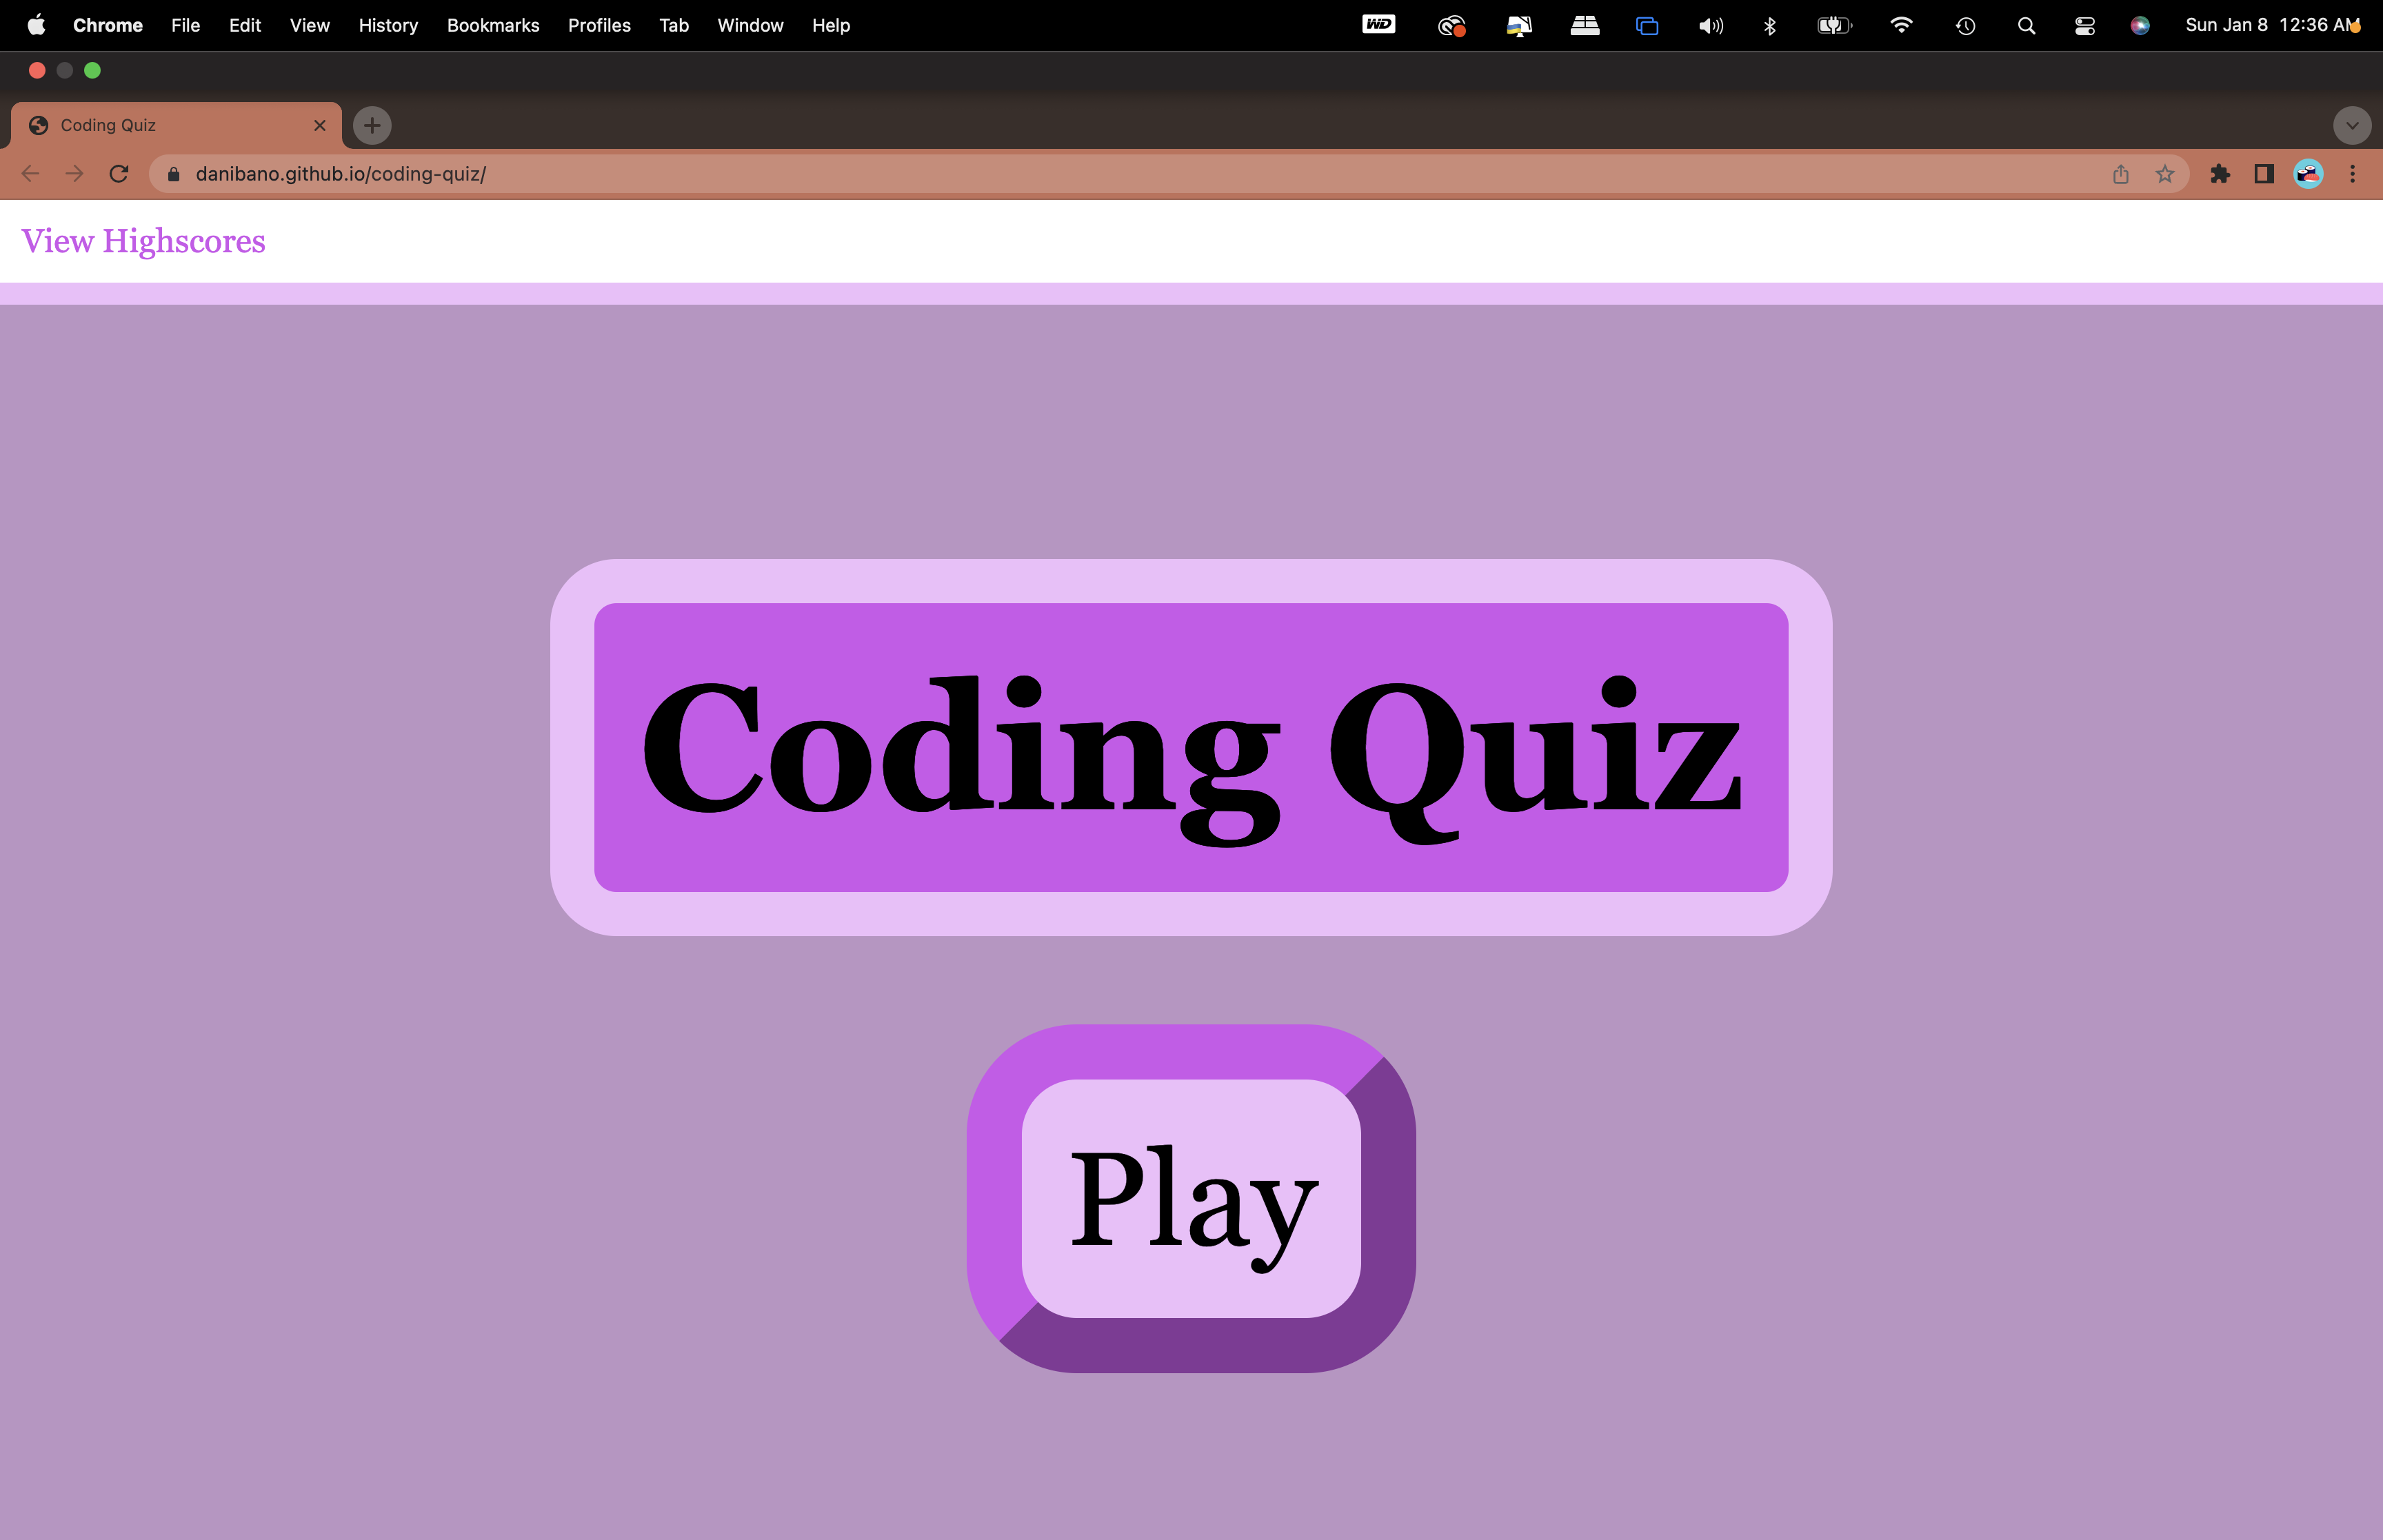 Chrome File Edit View History Bookmarks Profiles Tab Window Help WD Sun Jan 8 12:36 AM
Coding Quiz
danibano.github.io/coding-quiz/
View Highscores
Coding Quiz
Play